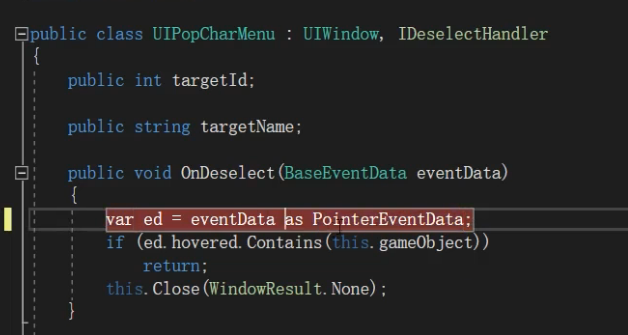 public class UIPopCharMenu : UIWindow, IDeselectHandler
{
public int targetId;
public string targetName;
public void OnDeselect(BaseEventData eventData)
{
var ed = eventData as PointerEventData;
if (ed.hovered.Contains(this.gameObject))
return;
this.Close(WindowResult.None);
}